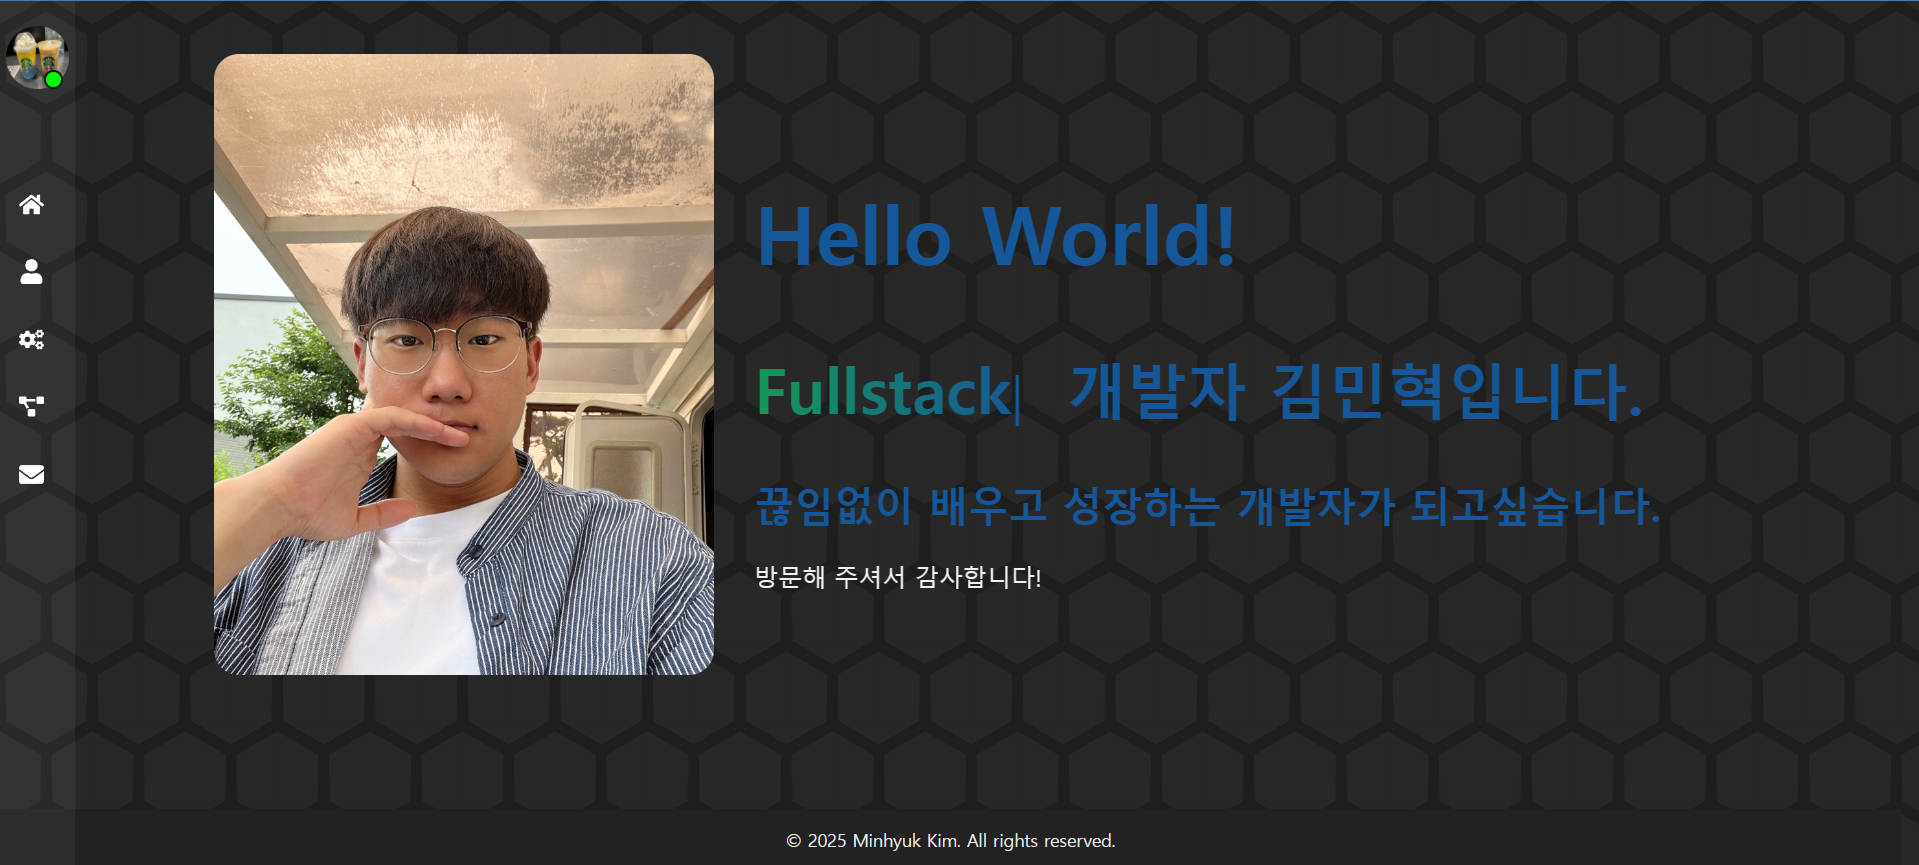 Hello World!
Fullstack| 개발자 김민혁입니다.
끊임없이 배우고 성장하는 개발자가 되고싶습니다.
방문해 주셔서 감사합니다!
© 2025 Minhyuk Kim. All rights reserved.